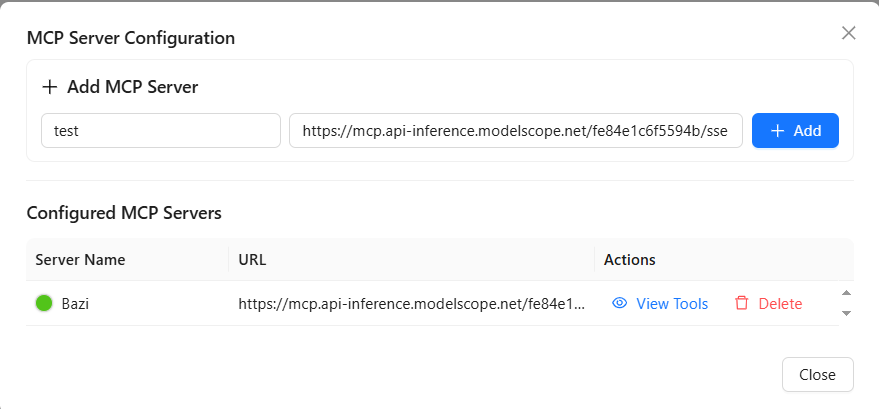 MCP Server Configuration
Add MCP Server
test https://mcp.api-inference.modelscope.net/fe84e1c6f5594b/sse Add
Configured MCP Servers
Server Name URL Actions
Bazi https://mcp.api-inference.modelscope.net/fe84e1... View Tools Delete
Close